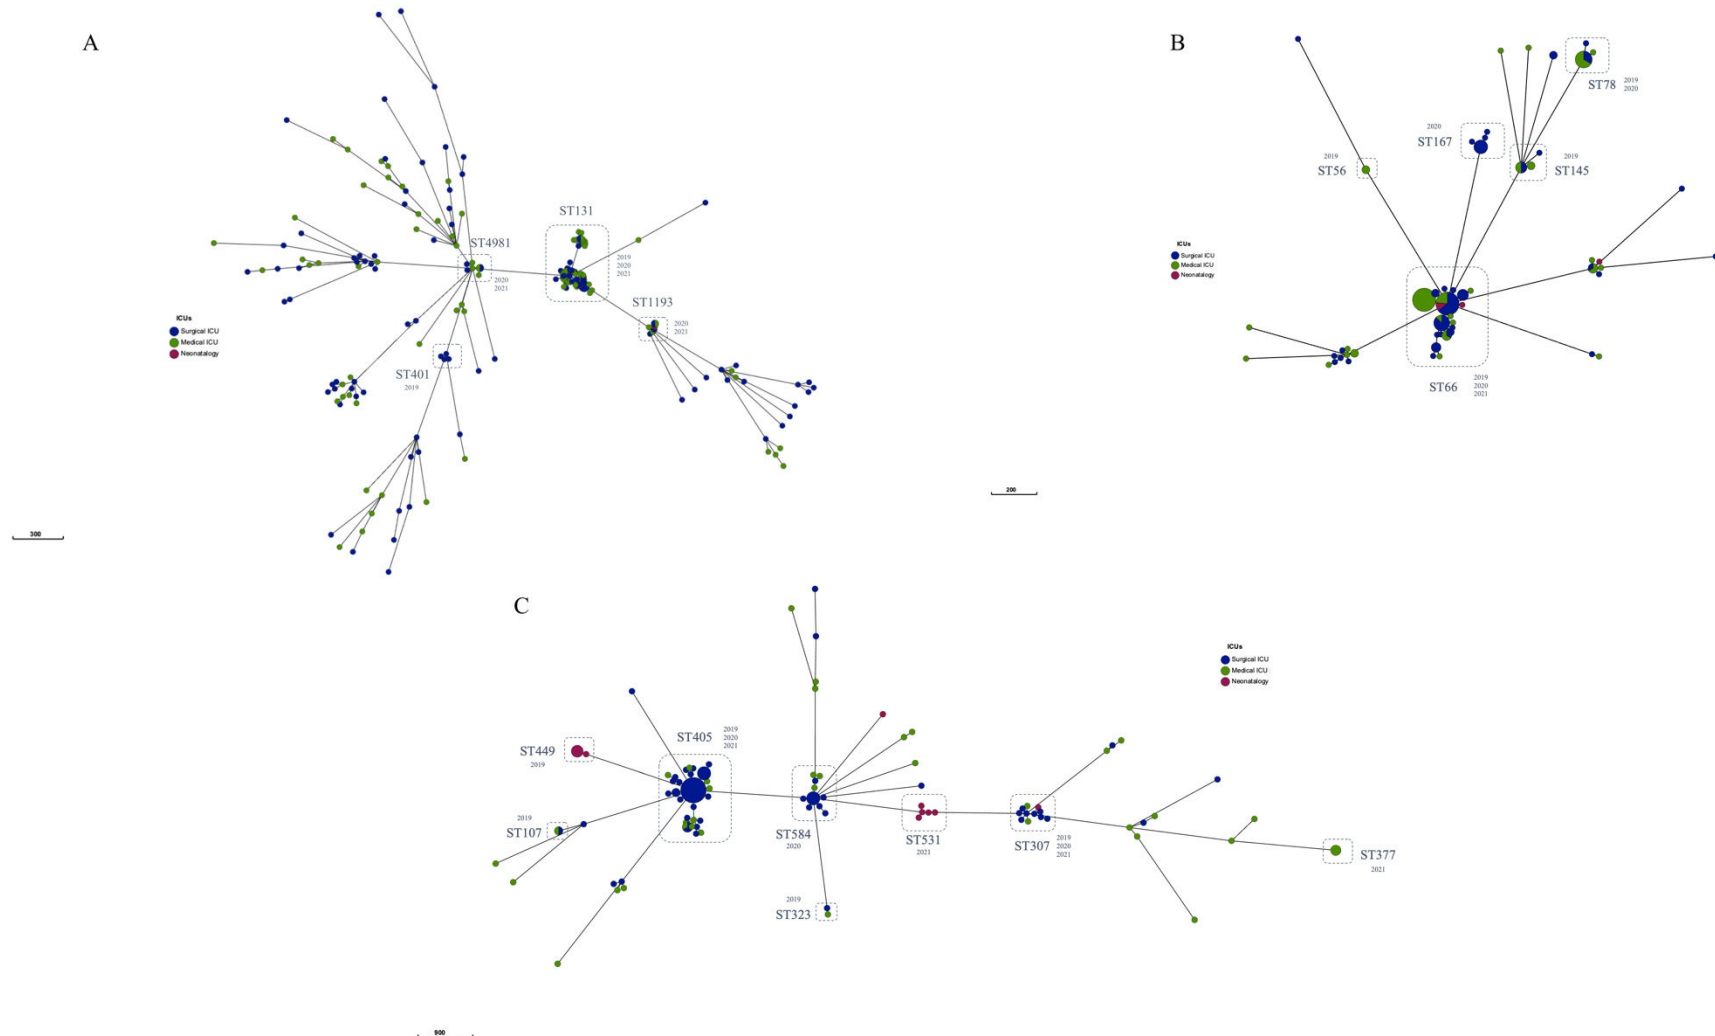 A
ST4981
2020
2021
ST131
2019
2020
2021
ST1193
2020
2021
ST401
2019
ICUs
Surgical ICU
Medical ICU
Neonatalogy
300
B
ST78
2019
2020
2020
ST167
2019
ST56
2019
ST145
ICUs
Surgical ICU
Medical ICU
Neonatalogy
ST66
2019
2020
2021
200
C
ICUs
Surgical ICU
Medical ICU
Neonatalogy
ST405
2019
2020
2021
ST449
2019
2019
ST107
ST584
2020
ST531
2021
ST307
2019
2020
2021
ST377
2021
2019
ST323
900